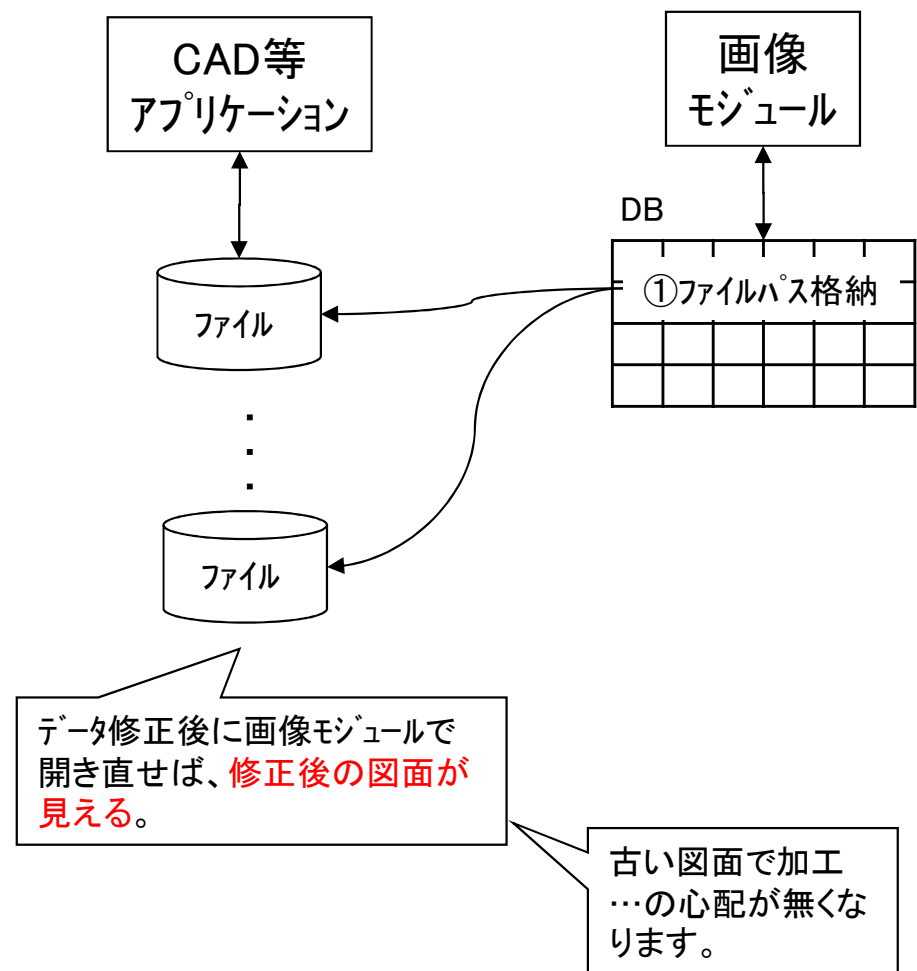 CAD等
アプリケーション
画像
モジュール
DB
①ファイルパス格納
ファイル
・
・
・
ファイル
データ修正後に画像モジュールで
開き直せば、修正後の図面が
見える。
古い図面で加工
…の心配が無くな
ります。